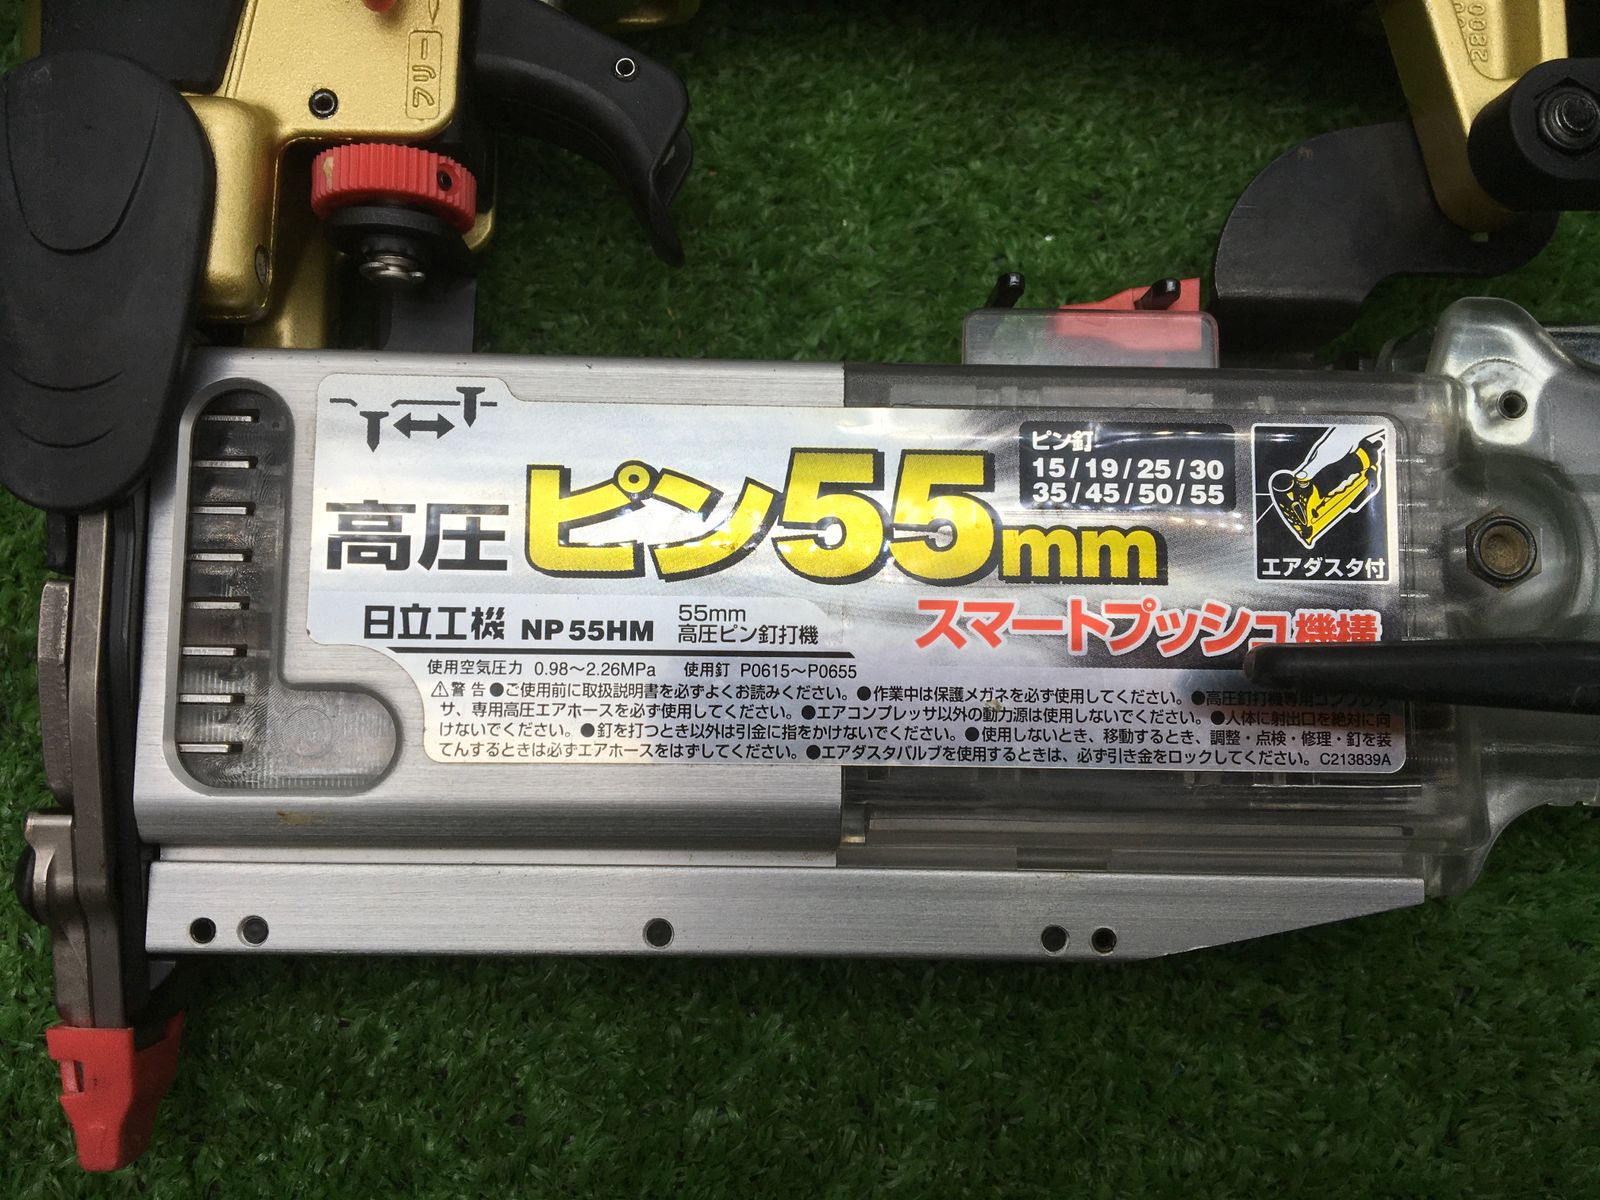 フリー
ピン釘
15/19/25/30
35/45/50/55
高圧ピン55mm
エアダスタ付
スマートプッシュ機構
日立工機 NP55HM 55mm
高圧ピン釘打機
使用空気圧力 0.98～2.26MPa 使用釘 P0615～P0655
⚠警告●ご使用前に取扱説明書を必ずよくお読みください。●作業中は保護メガネを必ず使用してください。●高圧釘打機専用コンプレッ
サ、専用高圧エアホースを必ず使用してください。●エアコンプレッサ以外の動力源は使用しないでください。●人体に射出口を絶対に向
けないでください。●釘を打つとき以外は引金に指をかけないでください。●使用しないとき、移動するとき、調整・点検・修理・釘を装
てんするときは必ずエアホースをはずしてください。●エアダスタバルブを使用するときは、必ず引き金をロックしてください。C213839A